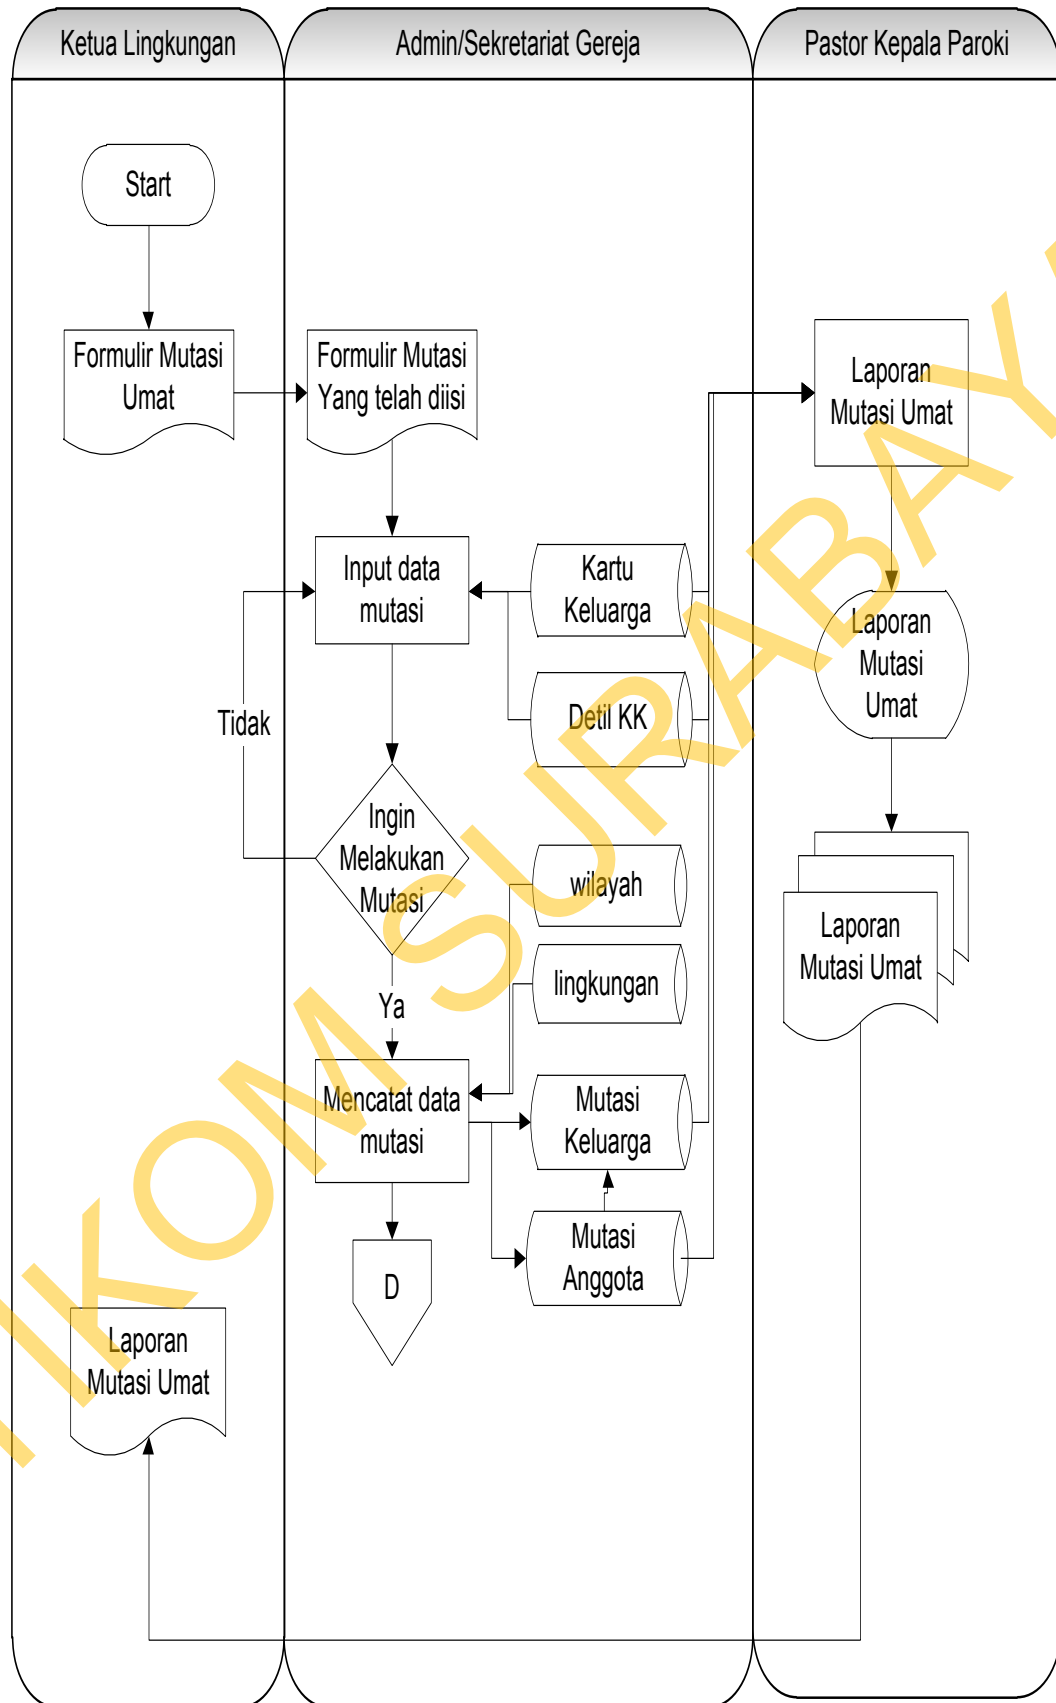 Ketua Lingkungan
Admin/Sekretariat Gereja
Pastor Kepala Paroki
Start
Formulir Mutasi
Umat
Formulir Mutasi
Yang telah diisi
Laporan
Mutasi Umat
Input data
mutasi
Kartu
Keluarga
Laporan
Mutasi
Umat
Tidak
Detil KK
Ingin
Melakukan
Mutasi
wilayah
Laporan
Mutasi Umat
lingkungan
Ya
Mencatat data
mutasi
Mutasi
Keluarga
Mutasi
Anggota
D
Laporan
Mutasi Umat
IKOM SURABAYA